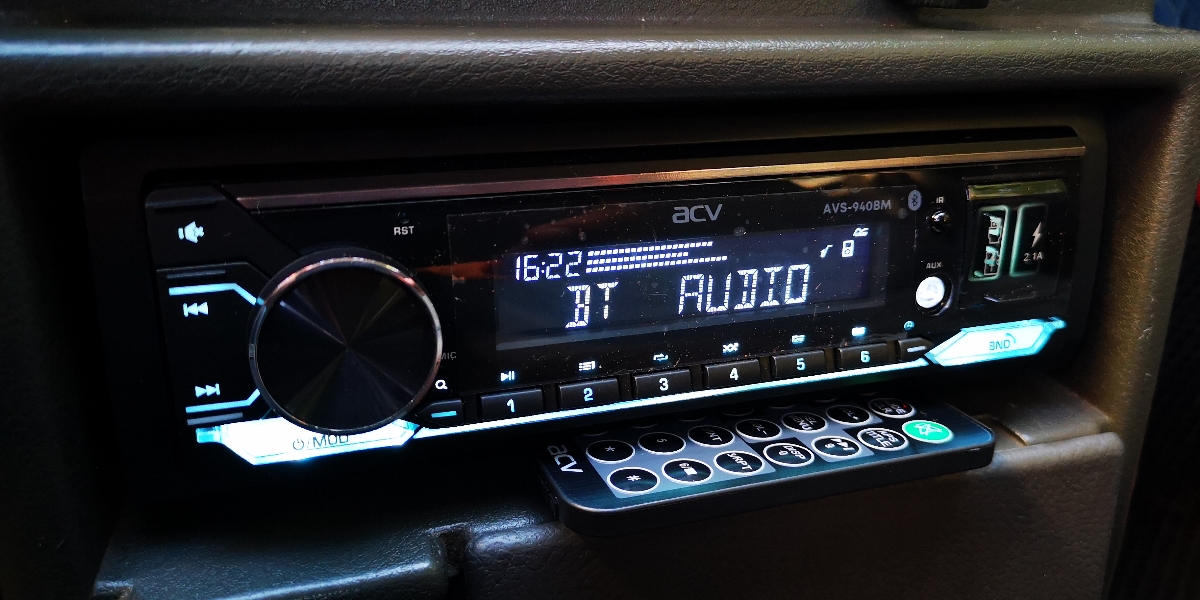 acv
AVS-940BM
IR
RST
16:22
2.1A
BT AUDIO
AUX
MIC
BND
1 2 3 4 5 6
MOD
acv
*
#
DISP